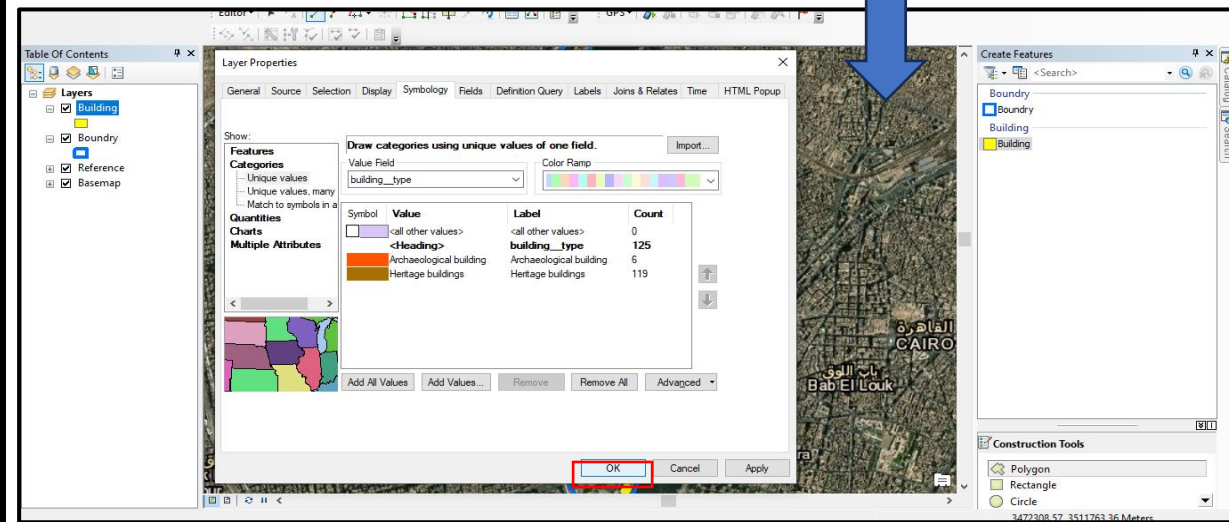 Editor GPS
Table Of Contents
Layers
Building
Boundry
Reference
Basemap
Layer Properties
General Source Selection Display Symbology Fields Definition Query Labels Joins & Relates Time HTML Popup
Show:
Features
Categories
Unique values
Unique values, many
Match to symbols in a
Quantities
Charts
Multiple Attributes
Draw categories using unique values of one field.
Import...
Value Field
building__type
Color Ramp
Symbol Value Label Count
<all other values> <all other values> 0
<Heading> building__type 125
Archaeological building Archaeological building 6
Heritage buildings Heritage buildings 119
Add All Values Add Values... Remove Remove All Advanced
OK Cancel Apply
القاهرة
CAIRO
باب اللوق
Bab El Louk
Create Features
<Search>
Boundry
Boundry
Building
Building
Construction Tools
Polygon
Rectangle
Circle
3472308.57 3511763.36 Meters
Catalog
Search